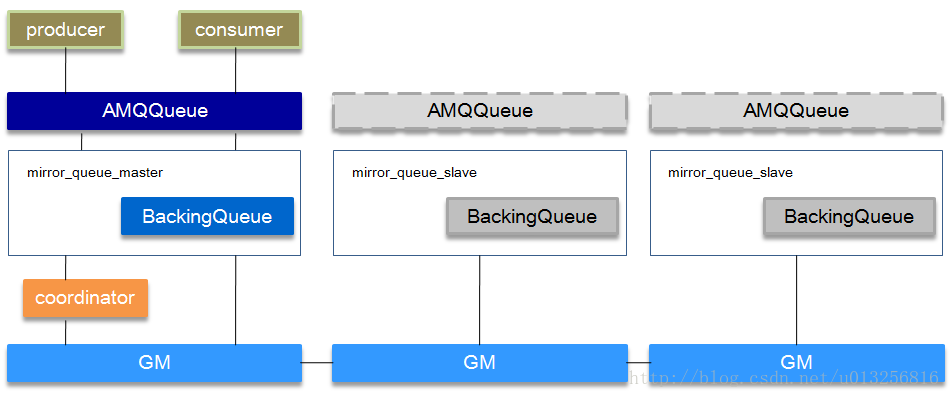 producer
consumer
AMQQueue
AMQQueue
AMQQueue
mirror_queue_master
mirror_queue_slave
mirror_queue_slave
BackingQueue
BackingQueue
BackingQueue
coordinator
GM
GM
GM
http://blog.csdn.net/u013256816